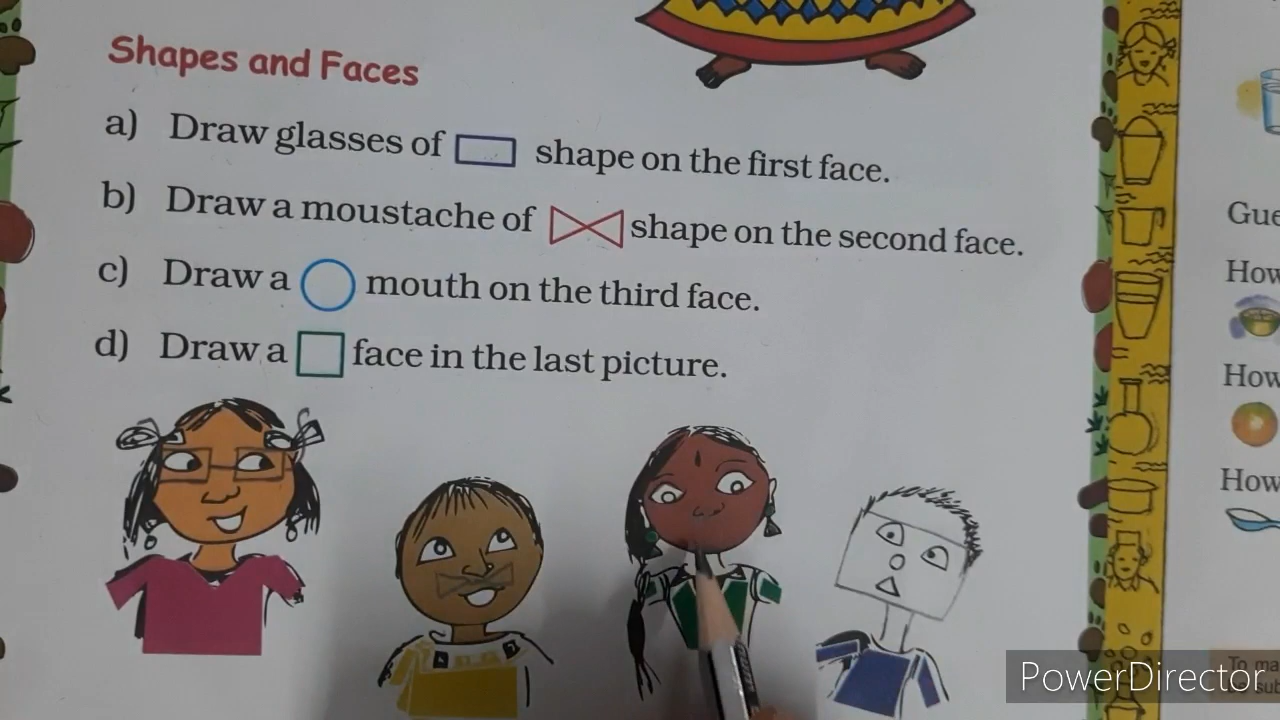 Shapes and Faces
a) Draw glasses of shape on the first face.
b) Draw a moustache of shape on the second face.
c) Draw a mouth on the third face.
d) Draw a face in the last picture.
How
How
How
PowerDirector